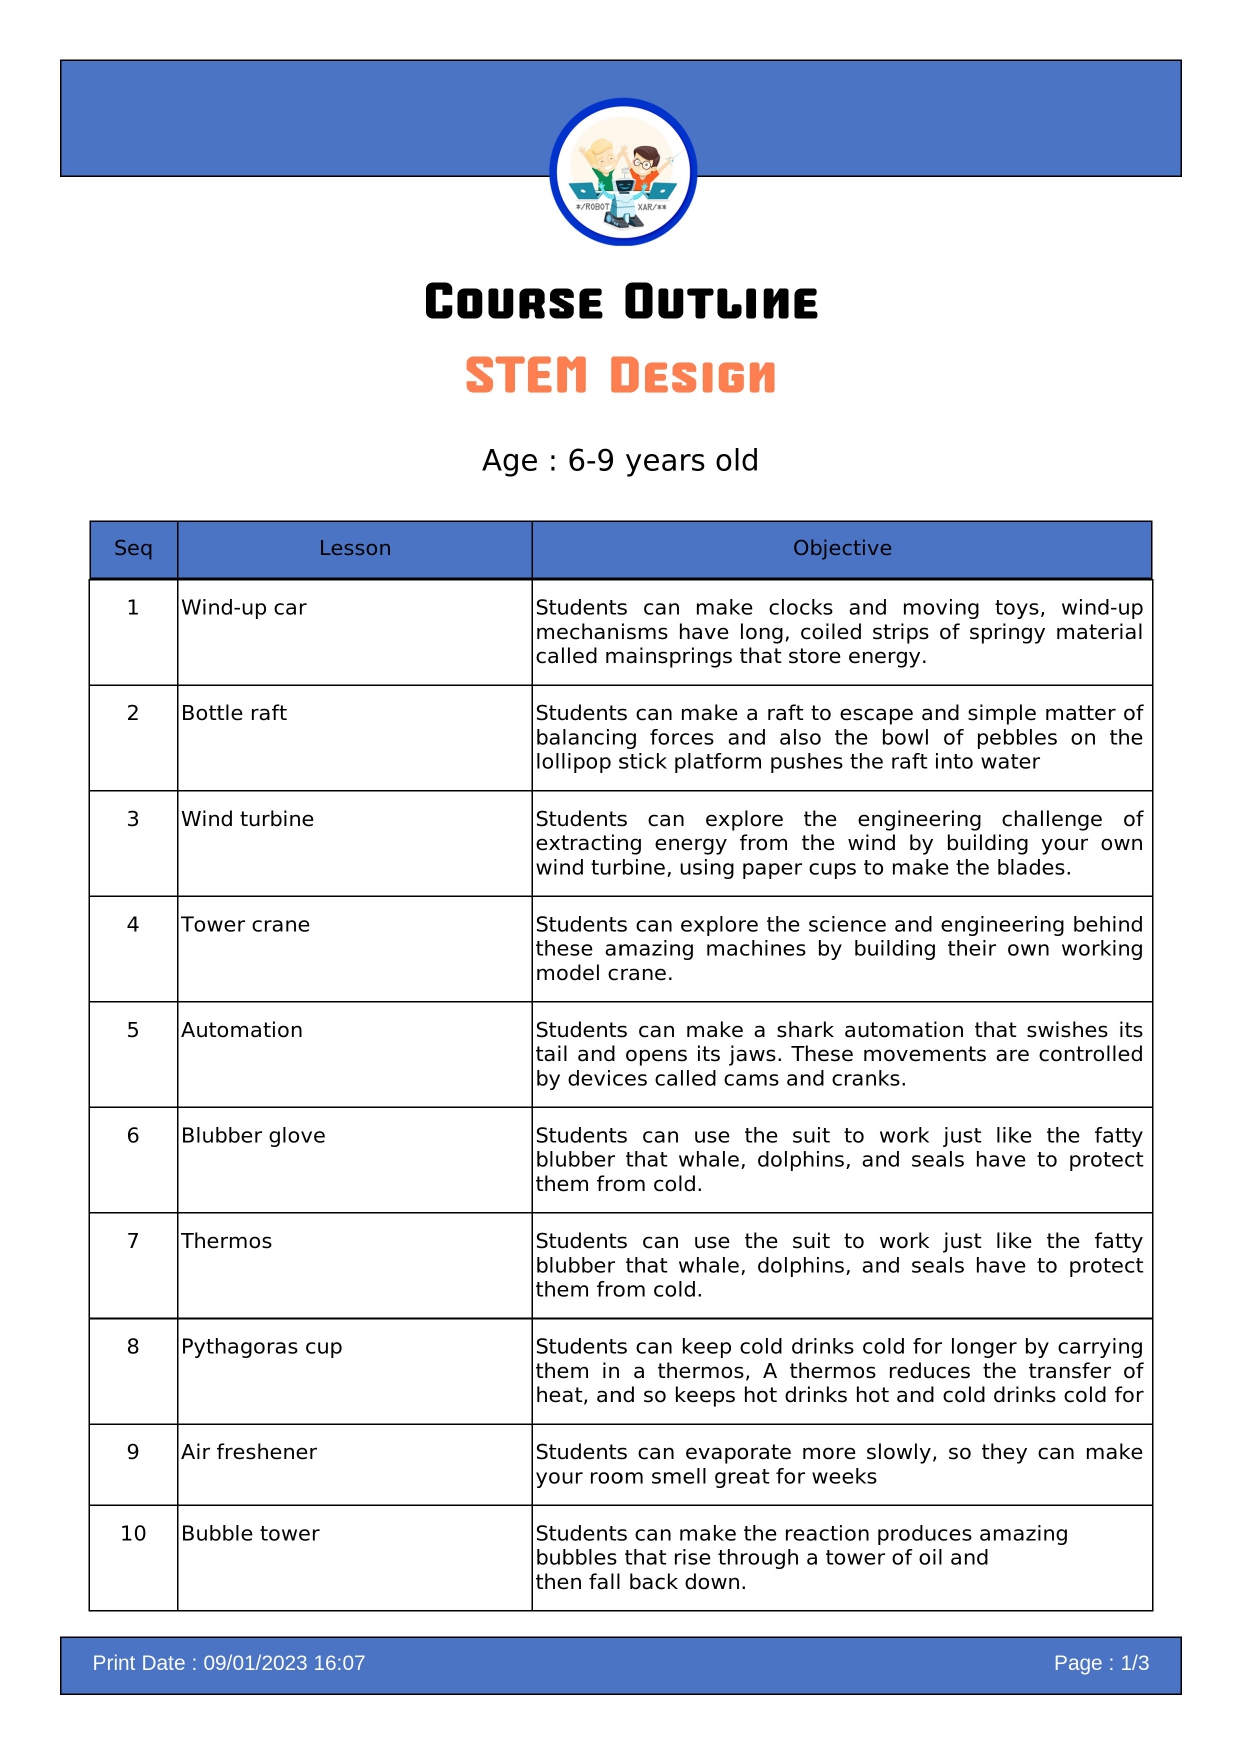 */ROBOT XAR/**
Course Outline
STEM Design
Age : 6-9 years old
Seq Lesson Objective
1 Wind-up car Students can make clocks and moving toys, wind-up
mechanisms have long, coiled strips of springy material
called mainsprings that store energy.
2 Bottle raft Students can make a raft to escape and simple matter of
balancing forces and also the bowl of pebbles on the
lollipop stick platform pushes the raft into water
3 Wind turbine Students can explore the engineering challenge of
extracting energy from the wind by building your own
wind turbine, using paper cups to make the blades.
4 Tower crane Students can explore the science and engineering behind
these amazing machines by building their own working
model crane.
5 Automation Students can make a shark automation that swishes its
tail and opens its jaws. These movements are controlled
by devices called cams and cranks.
6 Blubber glove Students can use the suit to work just like the fatty
blubber that whale, dolphins, and seals have to protect
them from cold.
7 Thermos Students can use the suit to work just like the fatty
blubber that whale, dolphins, and seals have to protect
them from cold.
8 Pythagoras cup Students can keep cold drinks cold for longer by carrying
them in a thermos, A thermos reduces the transfer of
heat, and so keeps hot drinks hot and cold drinks cold for
9 Air freshener Students can evaporate more slowly, so they can make
your room smell great for weeks
10 Bubble tower Students can make the reaction produces amazing
bubbles that rise through a tower of oil and
then fall back down.
Print Date : 09/01/2023 16:07 Page : 1/3